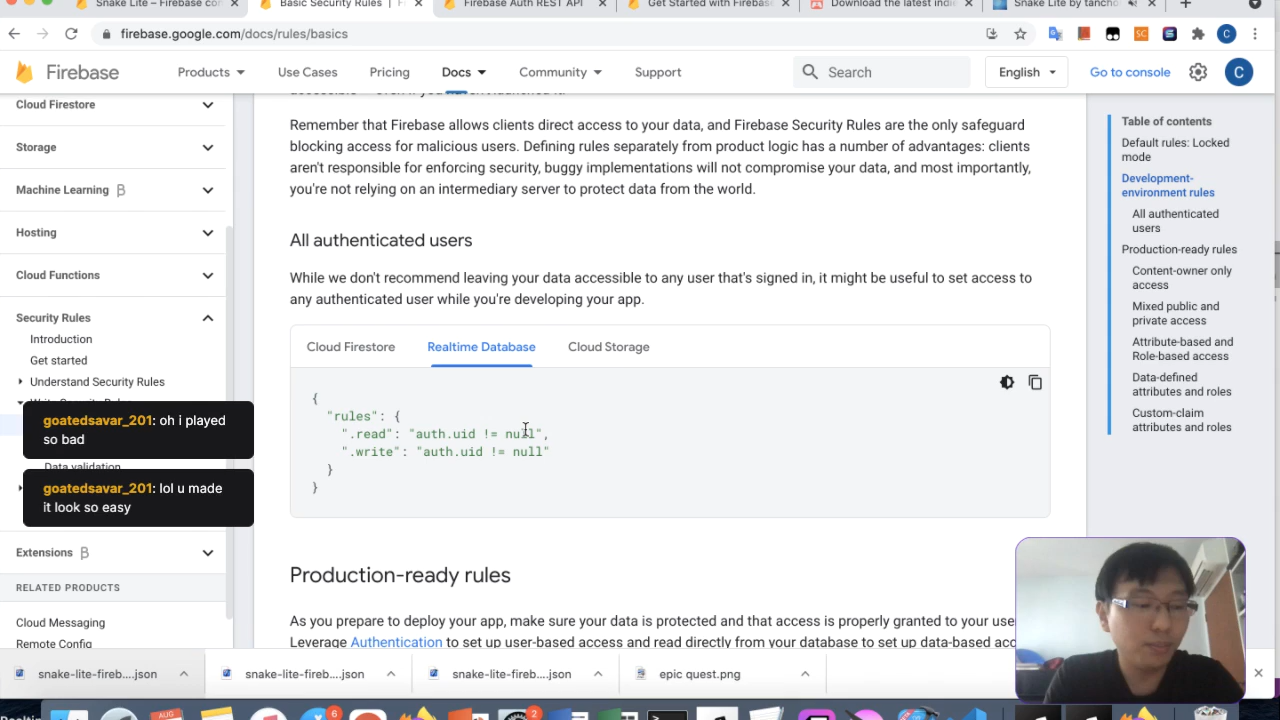 Snake Lite – Firebase con
Basic Security Rules | Fi
Firebase Auth REST API
Get Started with Firebase
Download the latest indie
Snake Lite by tancho
firebase.google.com/docs/rules/basics
Firebase
Products
Use Cases
Pricing
Docs
Community
Support
Search
English
Go to console
C
Cloud Firestore
Storage
Machine Learning
Hosting
Cloud Functions
Security Rules
Introduction
Get started
Understand Security Rules
goatedsavar_201: oh i played
so bad
Data validation
goatedsavar_201: lol u made
it look so easy
Extensions
RELATED PRODUCTS
Cloud Messaging
Remote Config
Remember that Firebase allows clients direct access to your data, and Firebase Security Rules are the only safeguard
blocking access for malicious users. Defining rules separately from product logic has a number of advantages: clients
aren't responsible for enforcing security, buggy implementations will not compromise your data, and most importantly,
you're not relying on an intermediary server to protect data from the world.
All authenticated users
While we don't recommend leaving your data accessible to any user that's signed in, it might be useful to set access to
any authenticated user while you're developing your app.
Cloud Firestore
Realtime Database
Cloud Storage
{
"rules": {
".read": "auth.uid != null",
".write": "auth.uid != null"
}
}
Production-ready rules
As you prepare to deploy your app, make sure your data is protected and that access is properly granted to your use
Leverage Authentication to set up user-based access and read directly from your database to set up data-based acc
Table of contents
Default rules: Locked
mode
Development-
environment rules
All authenticated
users
Production-ready rules
Content-owner only
access
Mixed public and
private access
Attribute-based and
Role-based access
Data-defined
attributes and roles
Custom-claim
attributes and roles
snake-lite-fireb....json
snake-lite-fireb....json
snake-lite-fireb....json
epic quest.png